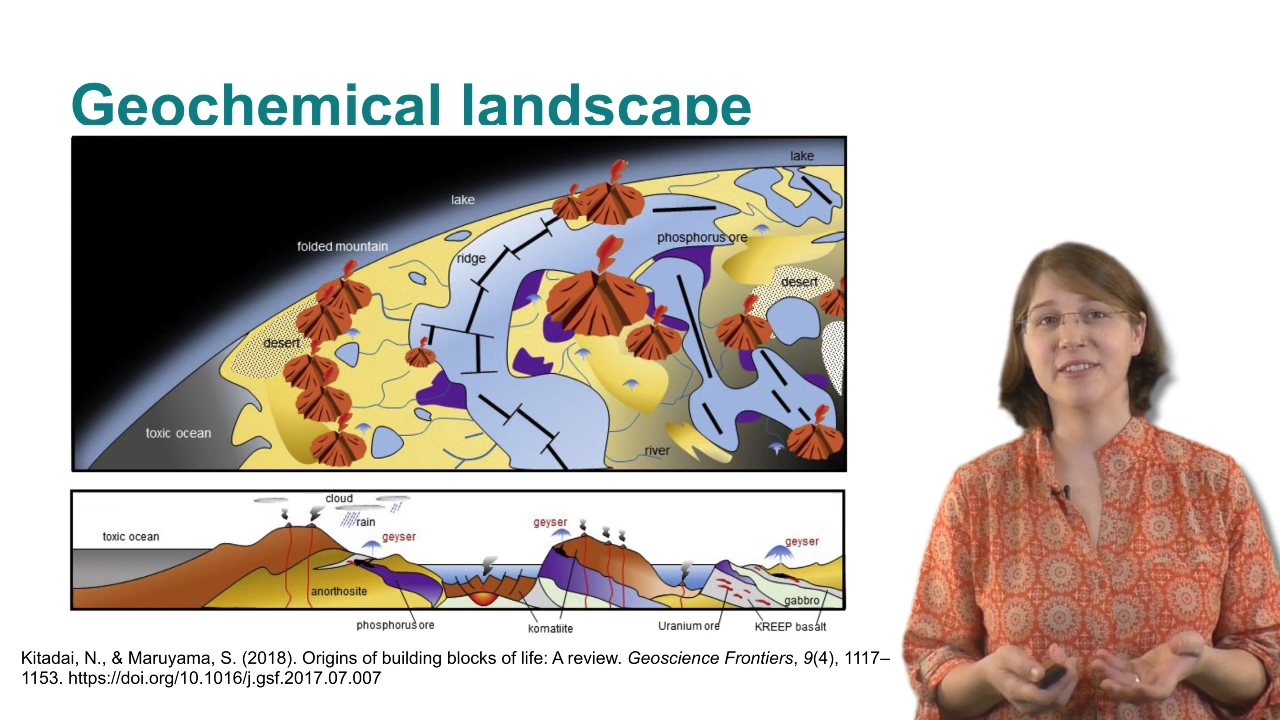 Geochemical landscape
lake
lake
folded mountain
ridge
phosphorus ore
desert
desert
toxic ocean
river
cloud
rain
toxic ocean
geyser
geyser
geyser
anorthosite
gabbro
phosphorus ore
komatiite
Uranium ore
KREEP basalt
Kitadai, N., & Maruyama, S. (2018). Origins of building blocks of life: A review. Geoscience Frontiers, 9(4), 1117–
1153. https://doi.org/10.1016/j.gsf.2017.07.007